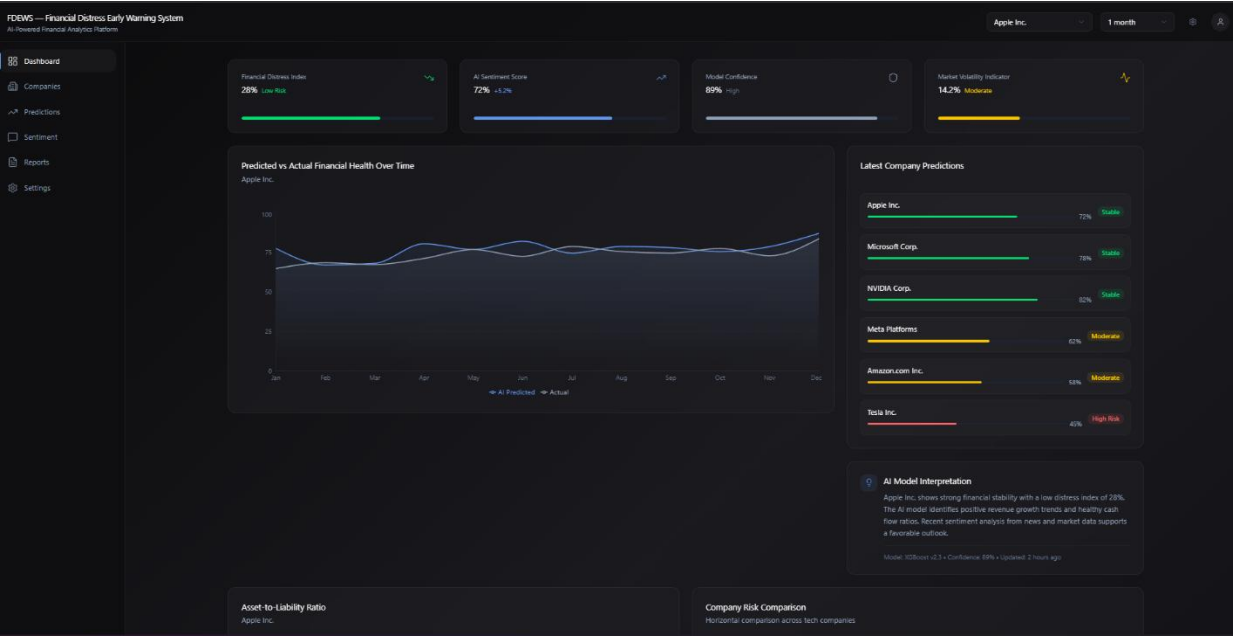 FDEWS — Financial Distress Early Warning System
AI-Powered Financial Analytics Platform
Apple Inc.
1 month
Dashboard
Companies
Predictions
Sentiment
Reports
Settings
Financial Distress Index
28% Low Risk
AI Sentiment Score
72% +5.2%
Model Confidence
89% High
Market Volatility Indicator
14.2% Moderate
Predicted vs Actual Financial Health Over Time
Apple Inc.
100
75
50
25
0
Jan Feb Mar Apr May Jun Jul Aug Sep Oct Nov Dec
AI Predicted Actual
Latest Company Predictions
Apple Inc.
72% Stable
Microsoft Corp.
78% Stable
NVIDIA Corp.
82% Stable
Meta Platforms
62% Moderate
Amazon.com Inc.
58% Moderate
Tesla Inc.
45% High Risk
AI Model Interpretation
Apple Inc. shows strong financial stability with a low distress index of 28%.
The AI model identifies positive revenue growth trends and healthy cash
flow ratios. Recent sentiment analysis from news and market data supports
a favorable outlook.
Model: XGBoost v2.3 • Confidence: 89% • Updated: 2 hours ago
Asset-to-Liability Ratio
Apple Inc.
Company Risk Comparison
Horizontal comparison across tech companies